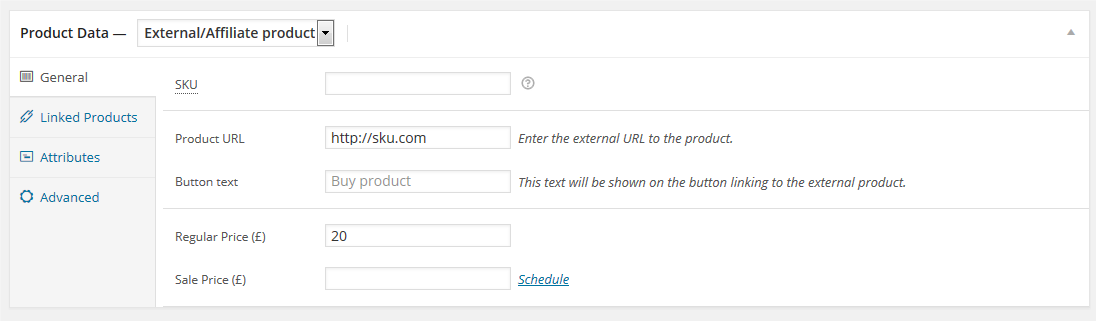 Product Data — External/Affiliate product
General
Linked Products
Attributes
Advanced
SKU
Product URL http://sku.com Enter the external URL to the product.
Button text Buy product This text will be shown on the button linking to the external product.
Regular Price (£) 20
Sale Price (£) Schedule